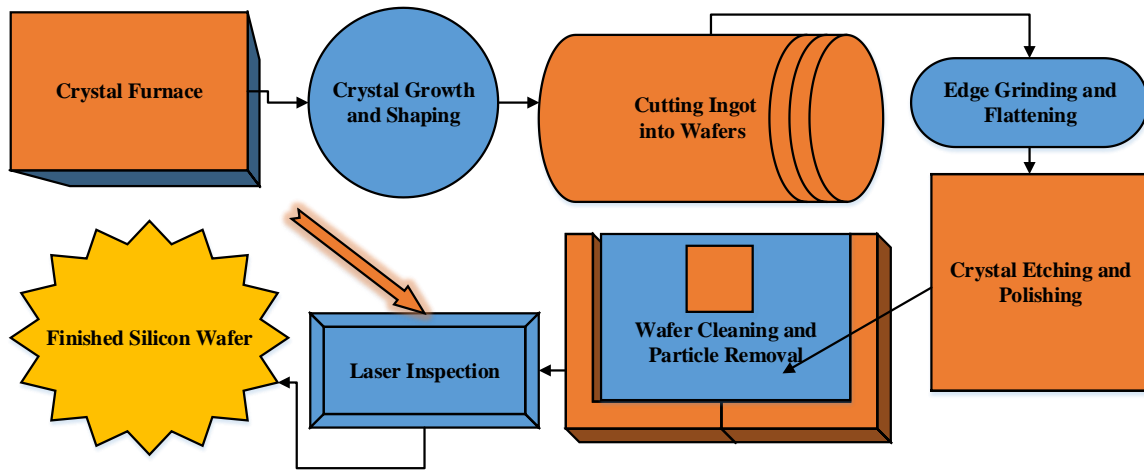 Crystal Furnace
Crystal Growth
and Shaping
Cutting Ingot
into Wafers
Edge Grinding and
Flattening
Crystal Etching and
Polishing
Wafer Cleaning and
Particle Removal
Laser Inspection
Finished Silicon Wafer